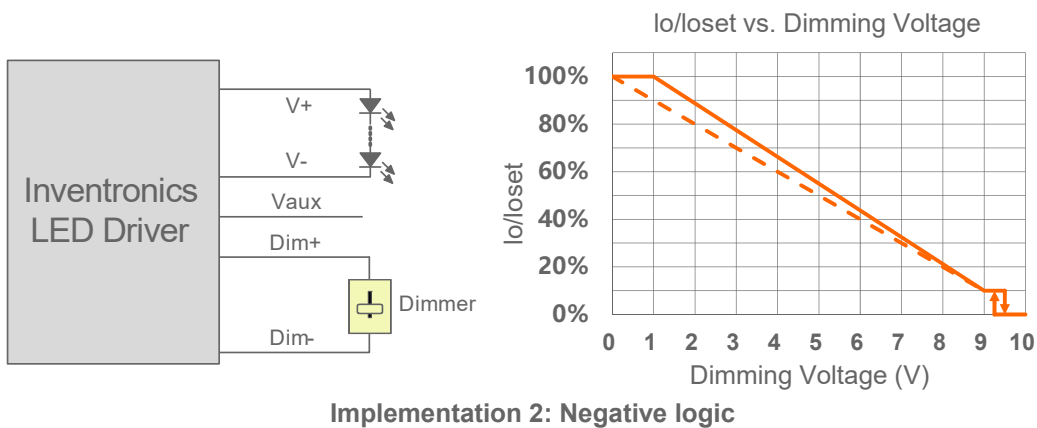 Inventronics
LED Driver
V+
V-
Vaux
Dim+
Dimmer
Dim-
Io/Ioset vs. Dimming Voltage
Io/Ioset
100%
80%
60%
40%
20%
0%
0 1 2 3 4 5 6 7 8 9 10
Dimming Voltage (V)
Implementation 2: Negative logic